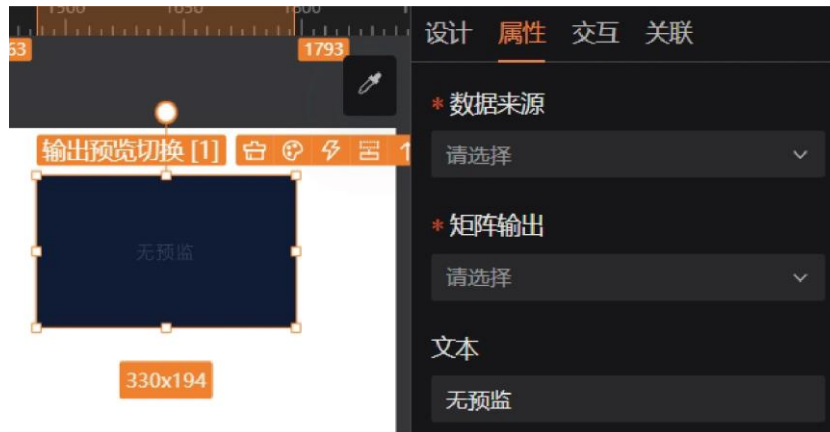 1500 1650 1800
63
1793
设计 属性 交互 关联
* 数据来源
输出预览切换 [1]
请选择
* 矩阵输出
无预监
请选择
文本
330x194
无预监